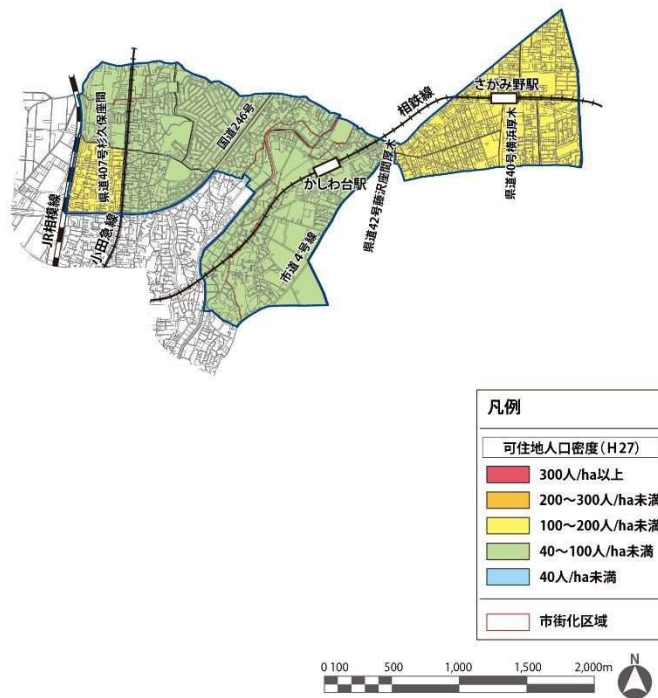 相鉄線
さがみ野駅
国道246号
県道407号杉久保座間
かしわ台駅
県道42号藤沢座間厚木
県道40号横浜厚木
JR相模線
小田急線
市道4号線
凡例
可住地人口密度(H27)
300人/ha以上
200～300人/ha未満
100～200人/ha未満
40～100人/ha未満
40人/ha未満
市街化区域
0 100 500 1,000 1,500 2,000m
N